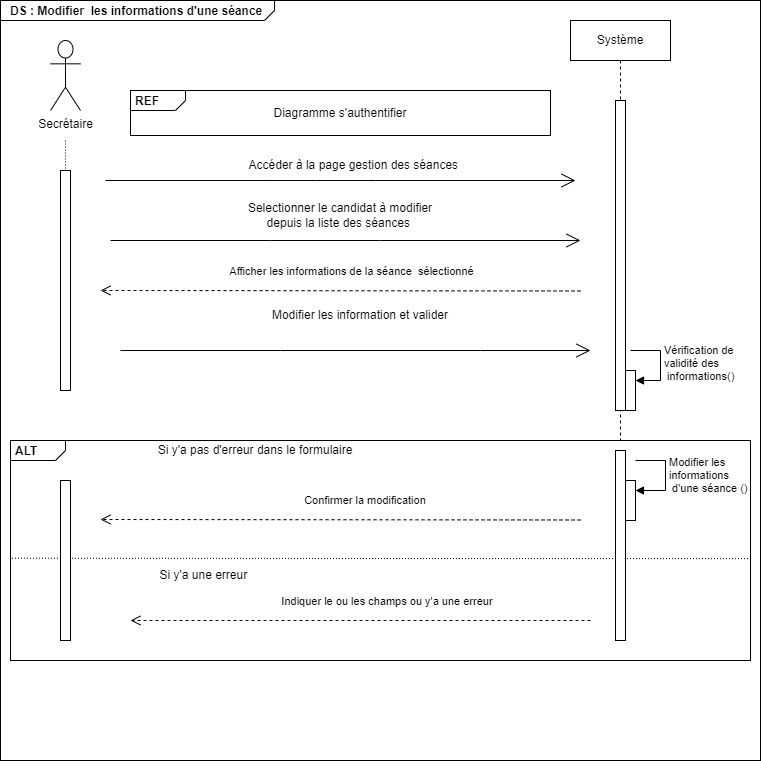 DS : Modifier les informations d'une séance
Système
Secrétaire
REF
Diagramme s'authentifier
Accéder à la page gestion des séances
Selectionner le candidat à modifier
depuis la liste des séances
Afficher les informations de la séance sélectionné
Modifier les information et valider
Vérification de
validité des
informations()
ALT
Si y'a pas d'erreur dans le formulaire
Modifier les
informations
d'une séance ()
Confirmer la modification
Si y'a une erreur
Indiquer le ou les champs ou y'a une erreur